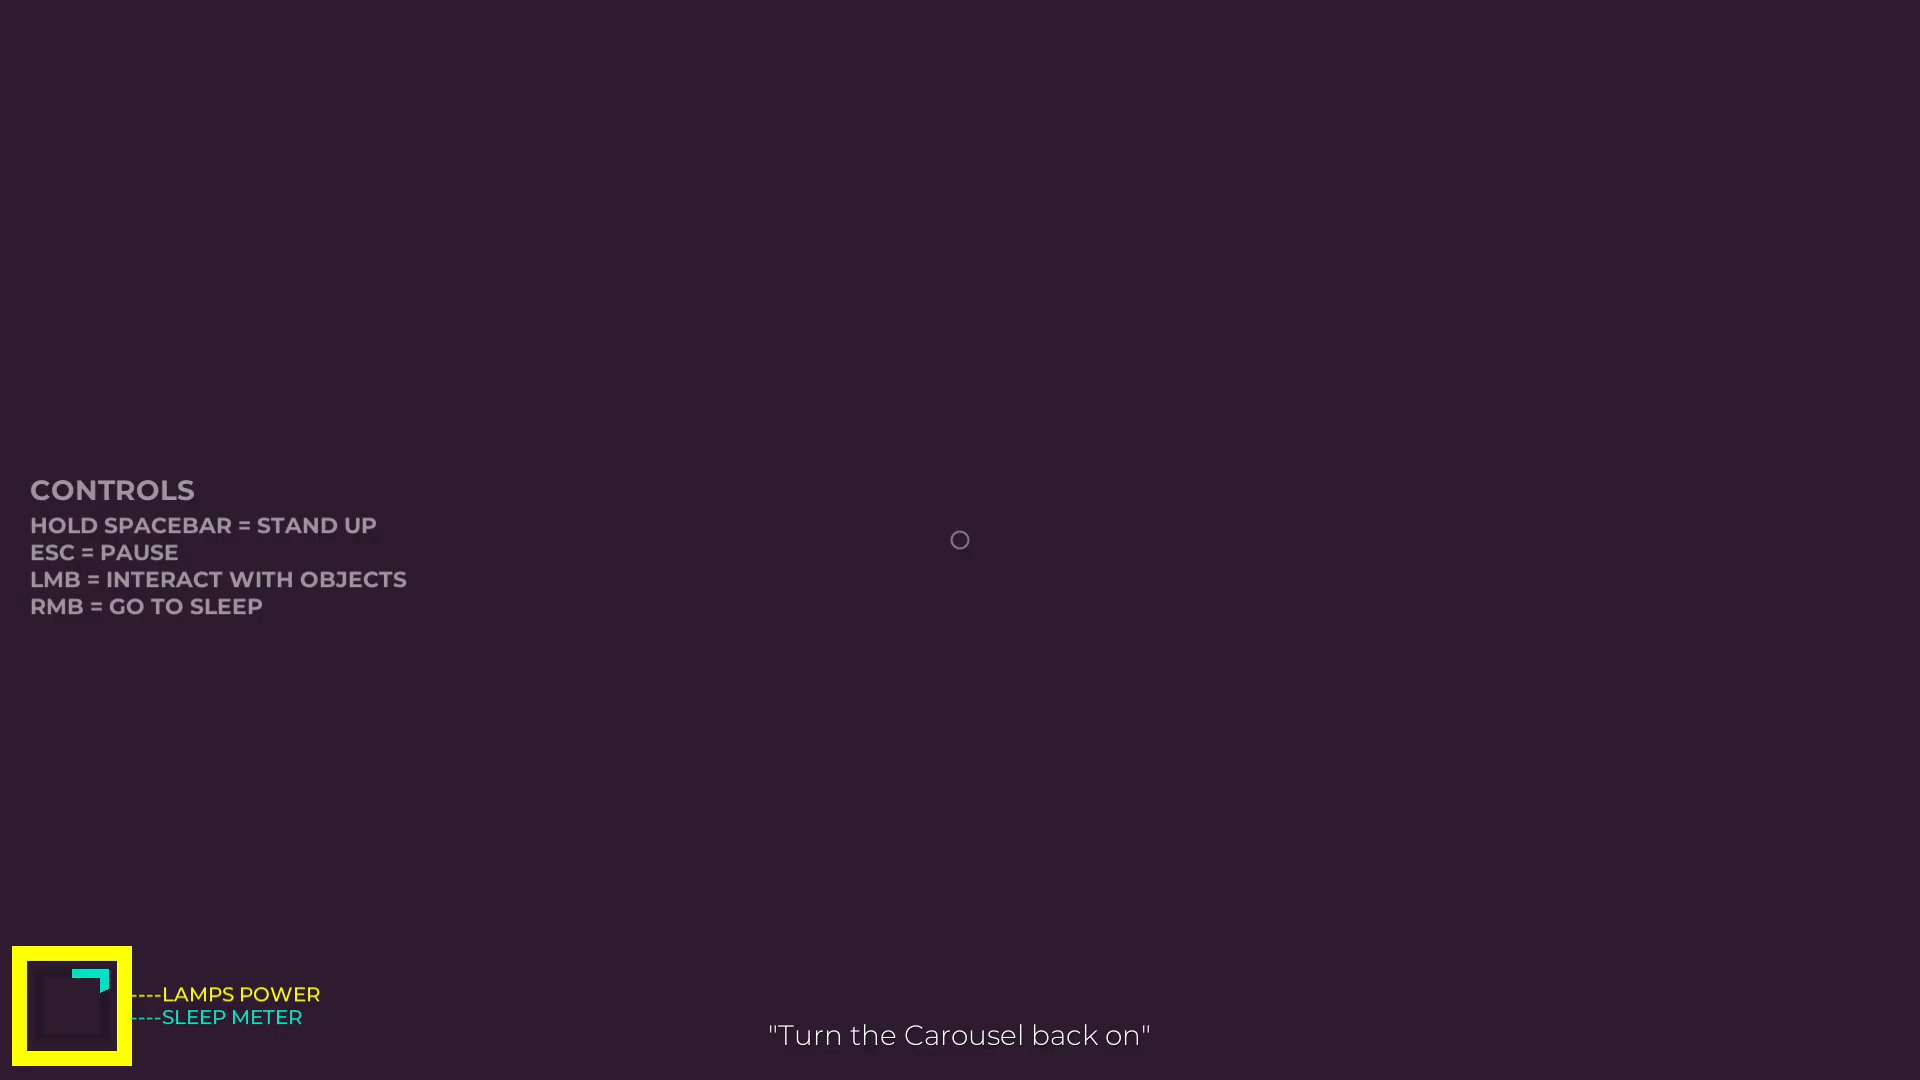 CONTROLS
HOLD SPACEBAR = STAND UP
ESC = PAUSE
LMB = INTERACT WITH OBJECTS
RMB = GO TO SLEEP
----LAMPS POWER
----SLEEP METER
"Turn the Carousel back on"